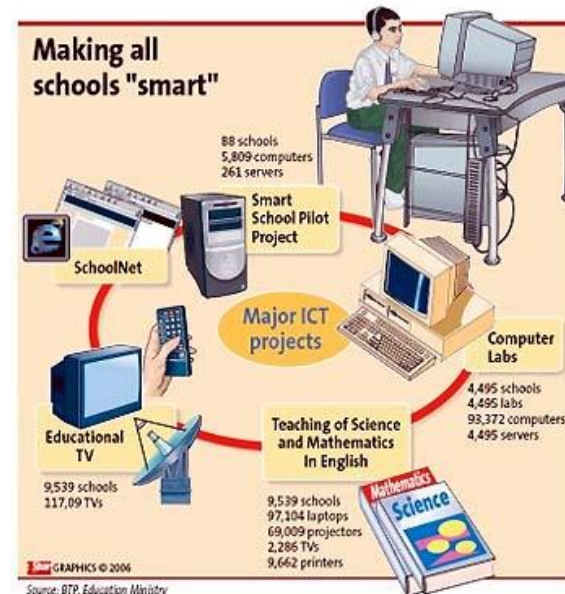 Making all
schools "smart"
88 schools
5,809 computers
261 servers
Smart
School Pilot
Project
SchoolNet
Major ICT
projects
Computer
Labs
4,495 schools
4,495 labs
93,372 computers
4,495 servers
Educational
TV
9,539 schools
117,09 TVs
Teaching of Science
and Mathematics
In English
9,539 schools
97,104 laptops
69,009 projectors
2,286 TVs
9,662 printers
Mathematics
Science
Star GRAPHICS © 2006
Source: BTP, Education Ministry